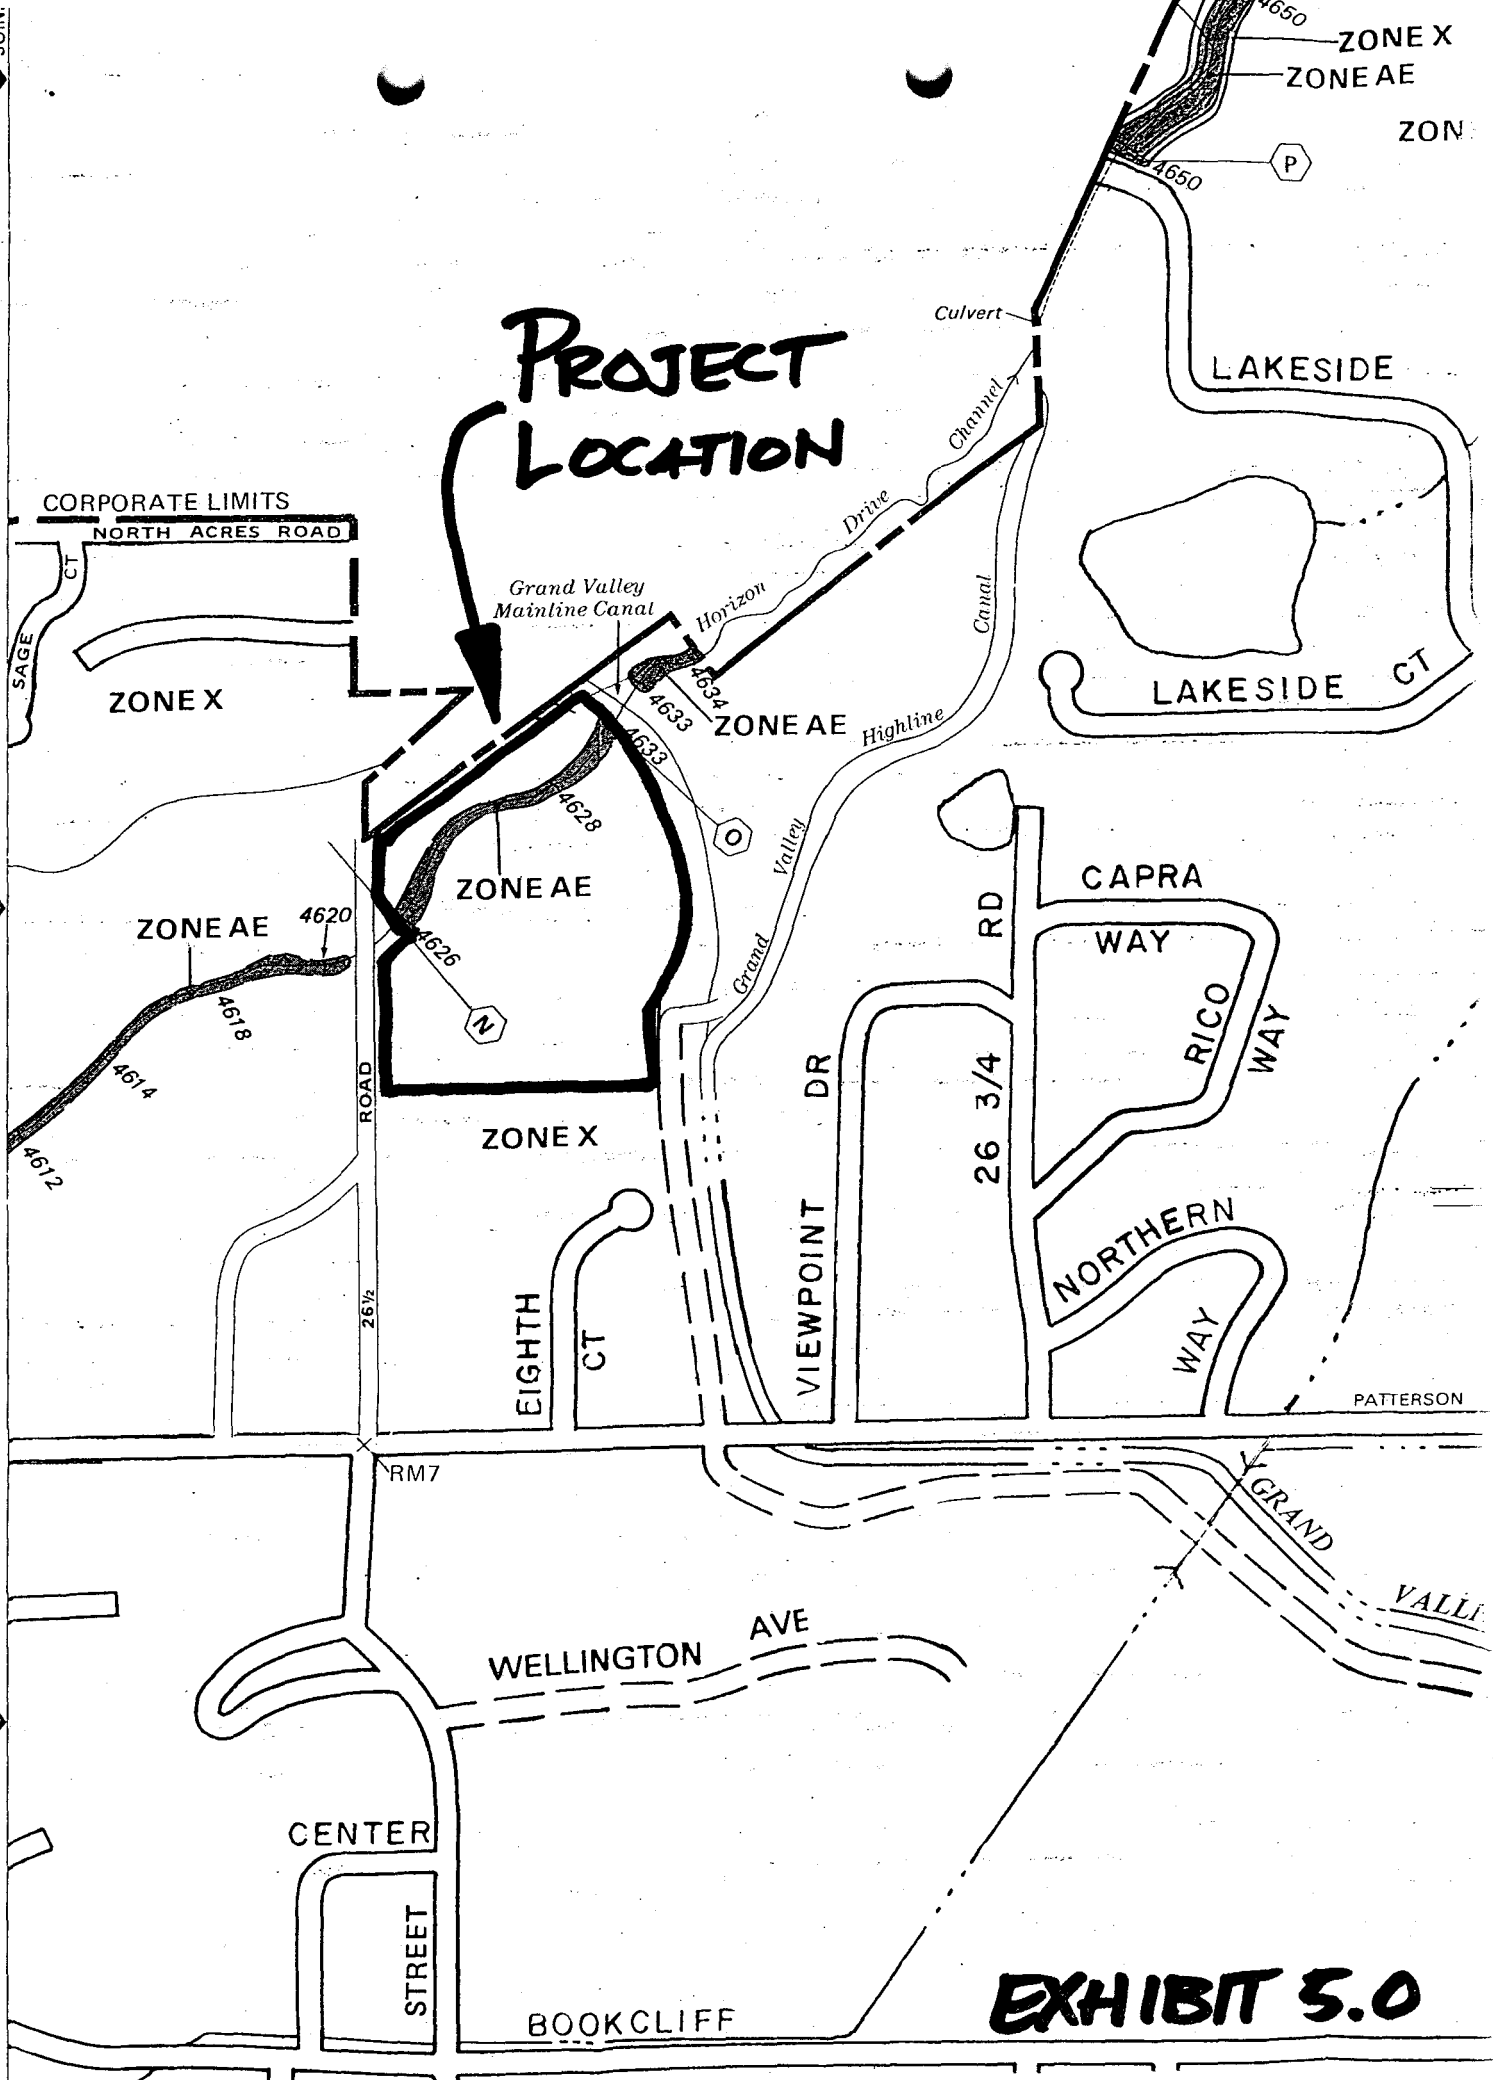 JOIN
4650
ZONE X
ZONE AE
ZON
P
4650
Culvert
PROJECT
LOCATION
LAKESIDE
Channel
CORPORATE LIMITS
NORTH ACRES ROAD
CT
Drive
Grand Valley
Mainline Canal
Horizon
Canal
SAGE
ZONE X
4634
4633
ZONE AE
LAKESIDE
CT
Highline
4633
4628
O
Valley
ZONE AE
CAPRA
WAY
RD
ZONE AE
4620
4626
Grand
N
4618
RICO
WAY
4614
ROAD
DR
26 3/4
4612
ZONE X
NORTHERN
WAY
VIEWPOINT
26½
EIGHTH
CT
PATTERSON
RM7
GRAND
VALL
WELLINGTON
AVE
CENTER
STREET
BOOKCLIFF
EXHIBIT 5.0